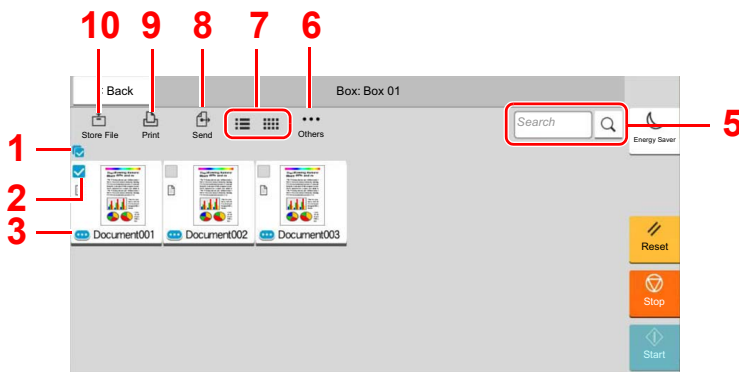 10 9 8 7 6
< Back
Box: Box 01
Store File
Print
Send
Others
Search
5
Energy Saver
1
2
3
Document001
Document002
Document003
Reset
Stop
Start